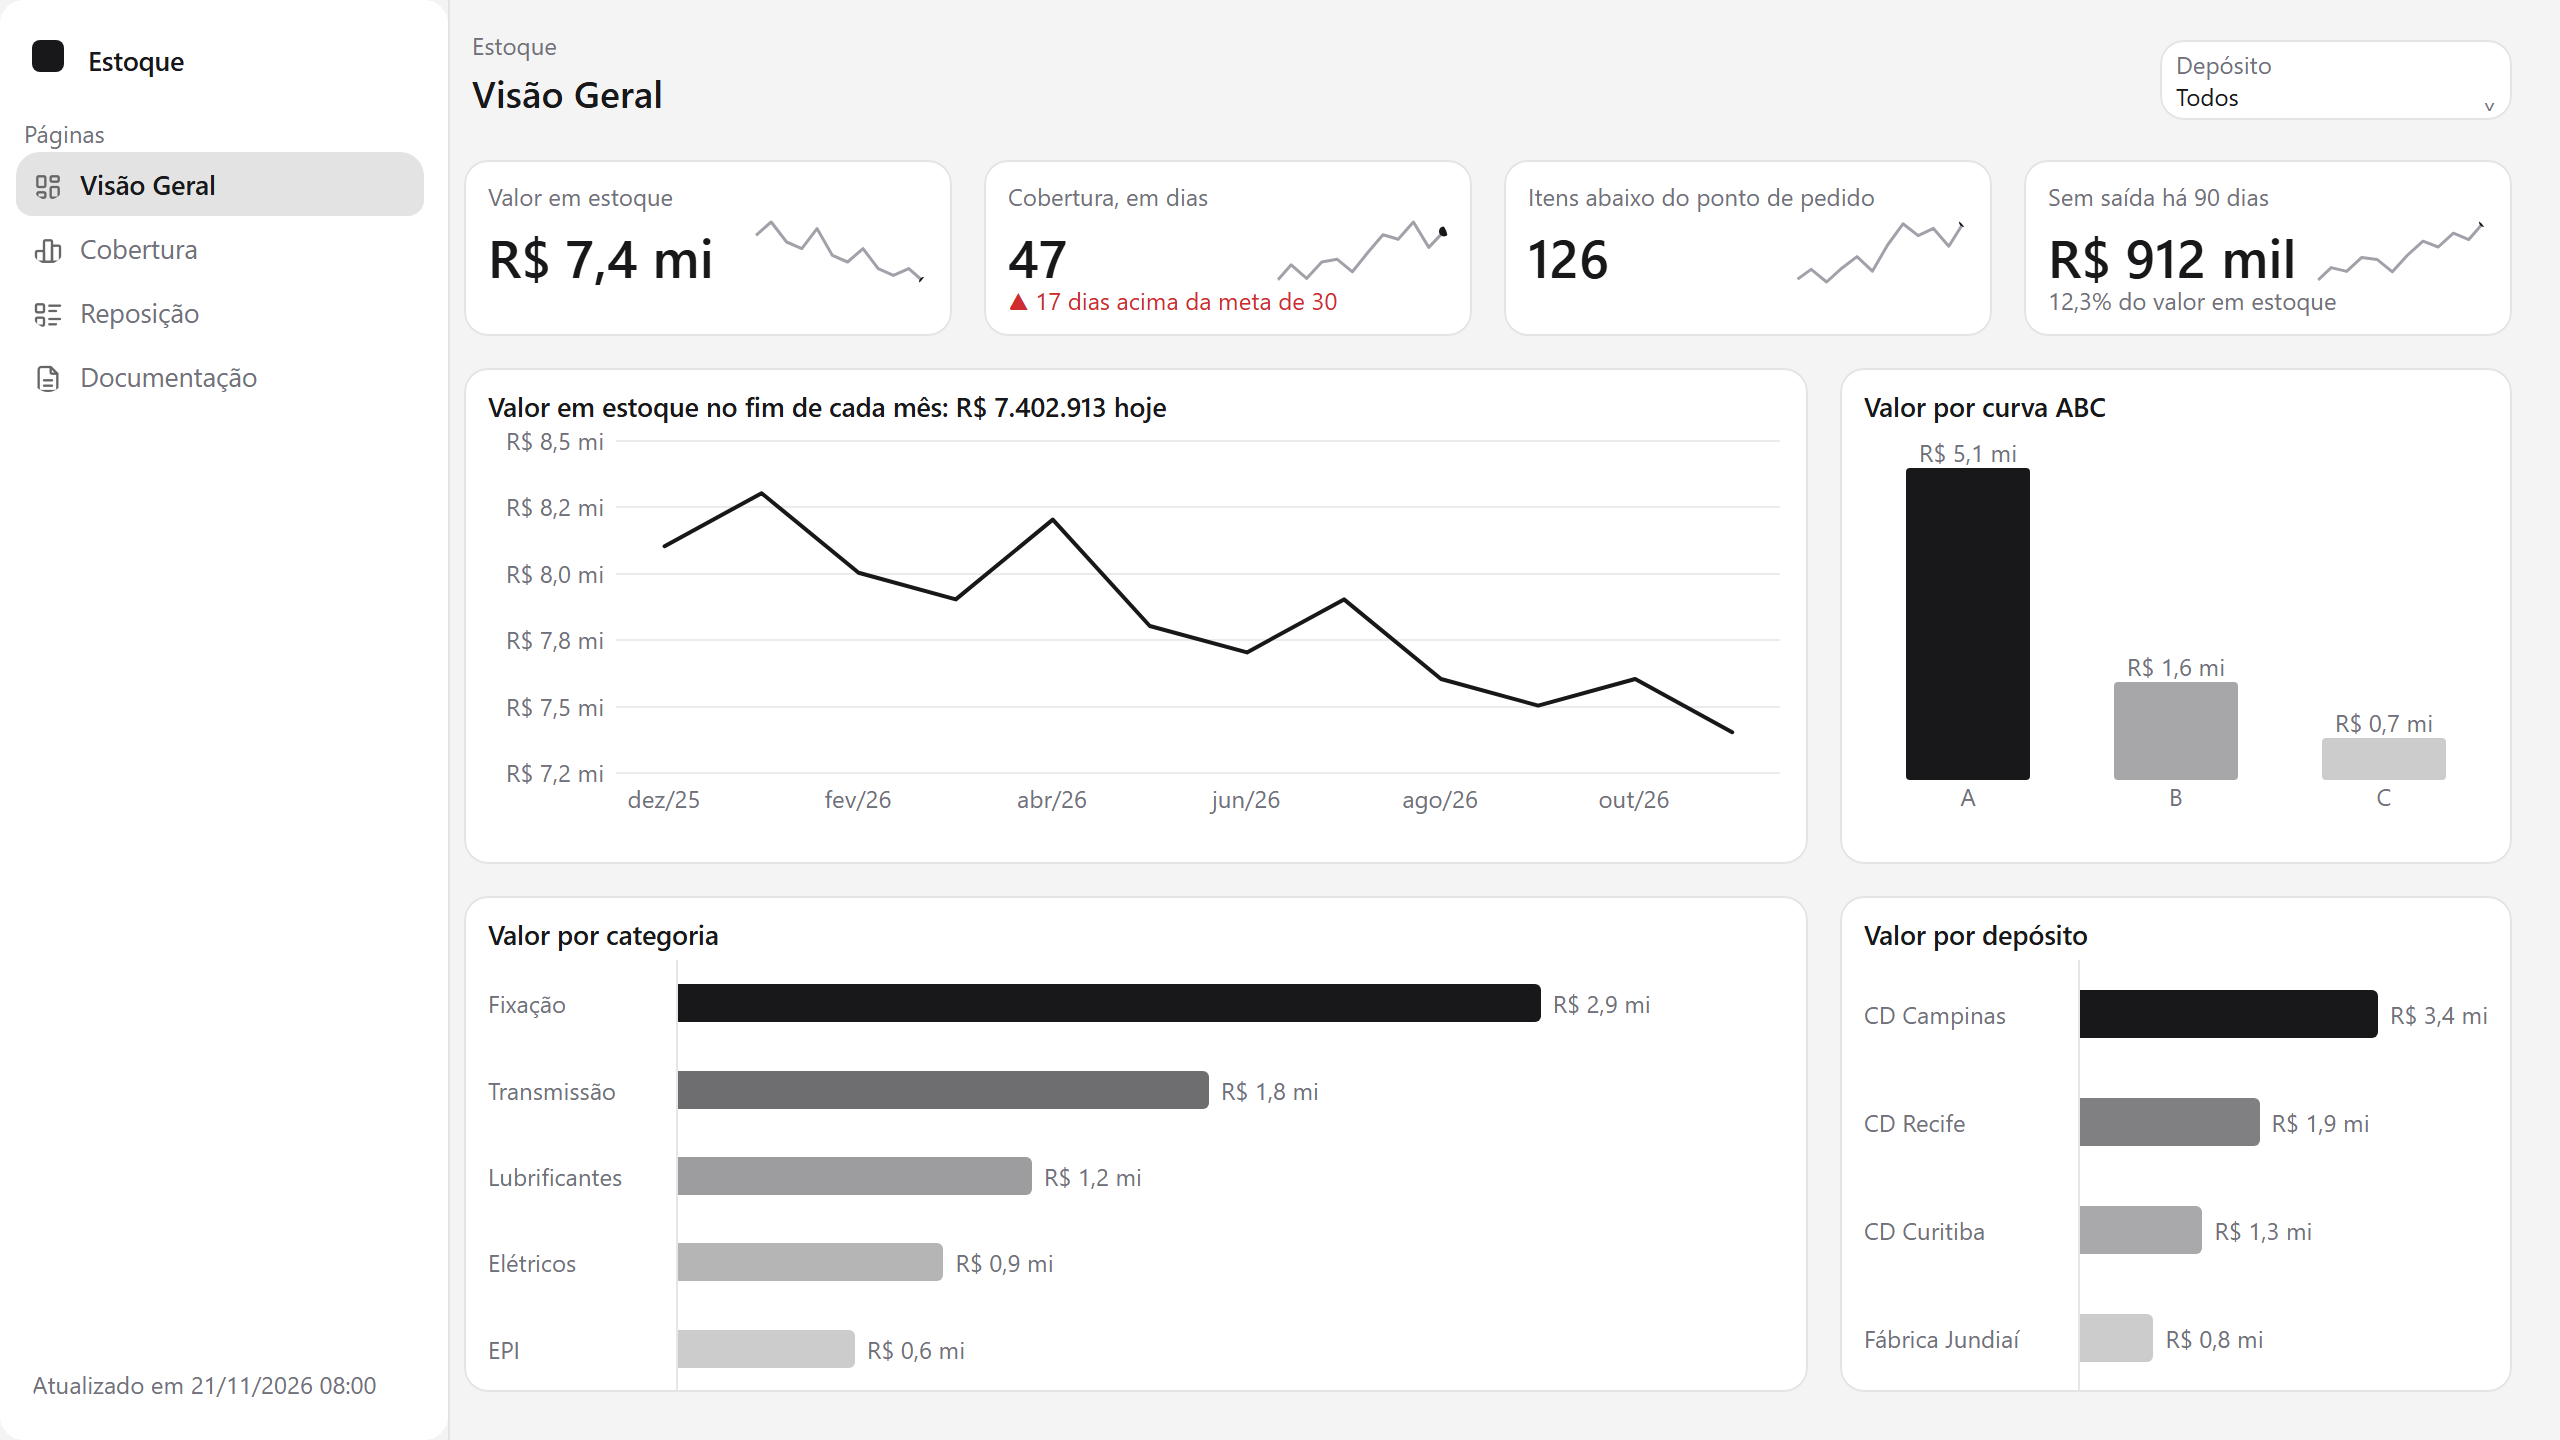 Estoque
Páginas
Visão Geral
Cobertura
Reposição
Documentação
Atualizado em 21/11/2026 08:00
Estoque
Visão Geral
Depósito
Todos
Valor em estoque
R$ 7,4 mi
Cobertura, em dias
47
▲ 17 dias acima da meta de 30
Itens abaixo do ponto de pedido
126
Sem saída há 90 dias
R$ 912 mil
12,3% do valor em estoque
Valor em estoque no fim de cada mês: R$ 7.402.913 hoje
R$ 8,5 mi
R$ 8,2 mi
R$ 8,0 mi
R$ 7,8 mi
R$ 7,5 mi
R$ 7,2 mi
dez/25 fev/26 abr/26 jun/26 ago/26 out/26
Valor por curva ABC
R$ 5,1 mi
R$ 1,6 mi
R$ 0,7 mi
A B C
Valor por categoria
Fixação R$ 2,9 mi
Transmissão R$ 1,8 mi
Lubrificantes R$ 1,2 mi
Elétricos R$ 0,9 mi
EPI R$ 0,6 mi
Valor por depósito
CD Campinas R$ 3,4 mi
CD Recife R$ 1,9 mi
CD Curitiba R$ 1,3 mi
Fábrica Jundiaí R$ 0,8 mi